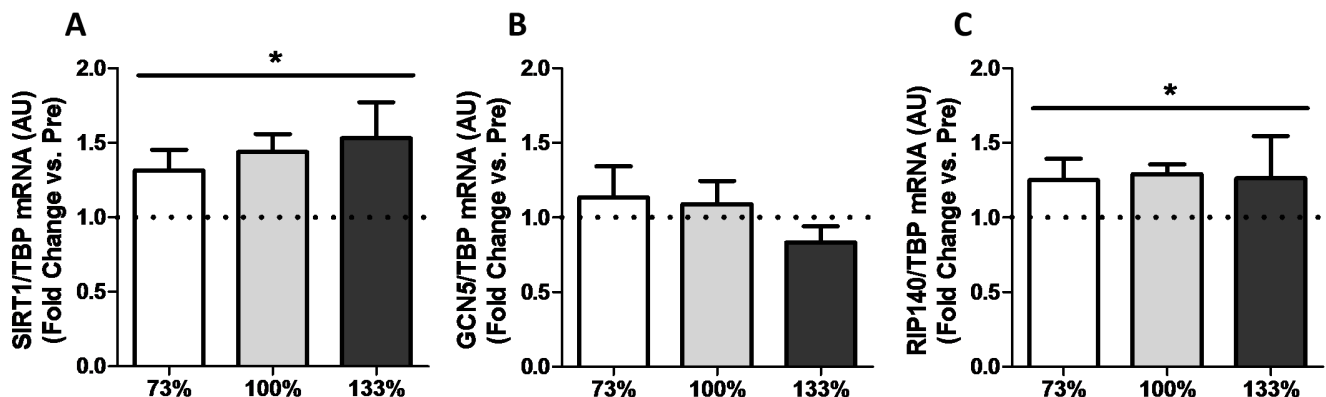 A
SIRT1/TBP mRNA (AU)
(Fold Change vs. Pre)
2.0
1.5
1.0
0.5
0.0
*
73%
100%
133%
B
GCN5/TBP mRNA (AU)
(Fold Change vs. Pre)
2.0
1.5
1.0
0.5
0.0
73%
100%
133%
C
RIP140/TBP mRNA (AU)
(Fold Change vs. Pre)
2.0
1.5
1.0
0.5
0.0
*
73%
100%
133%